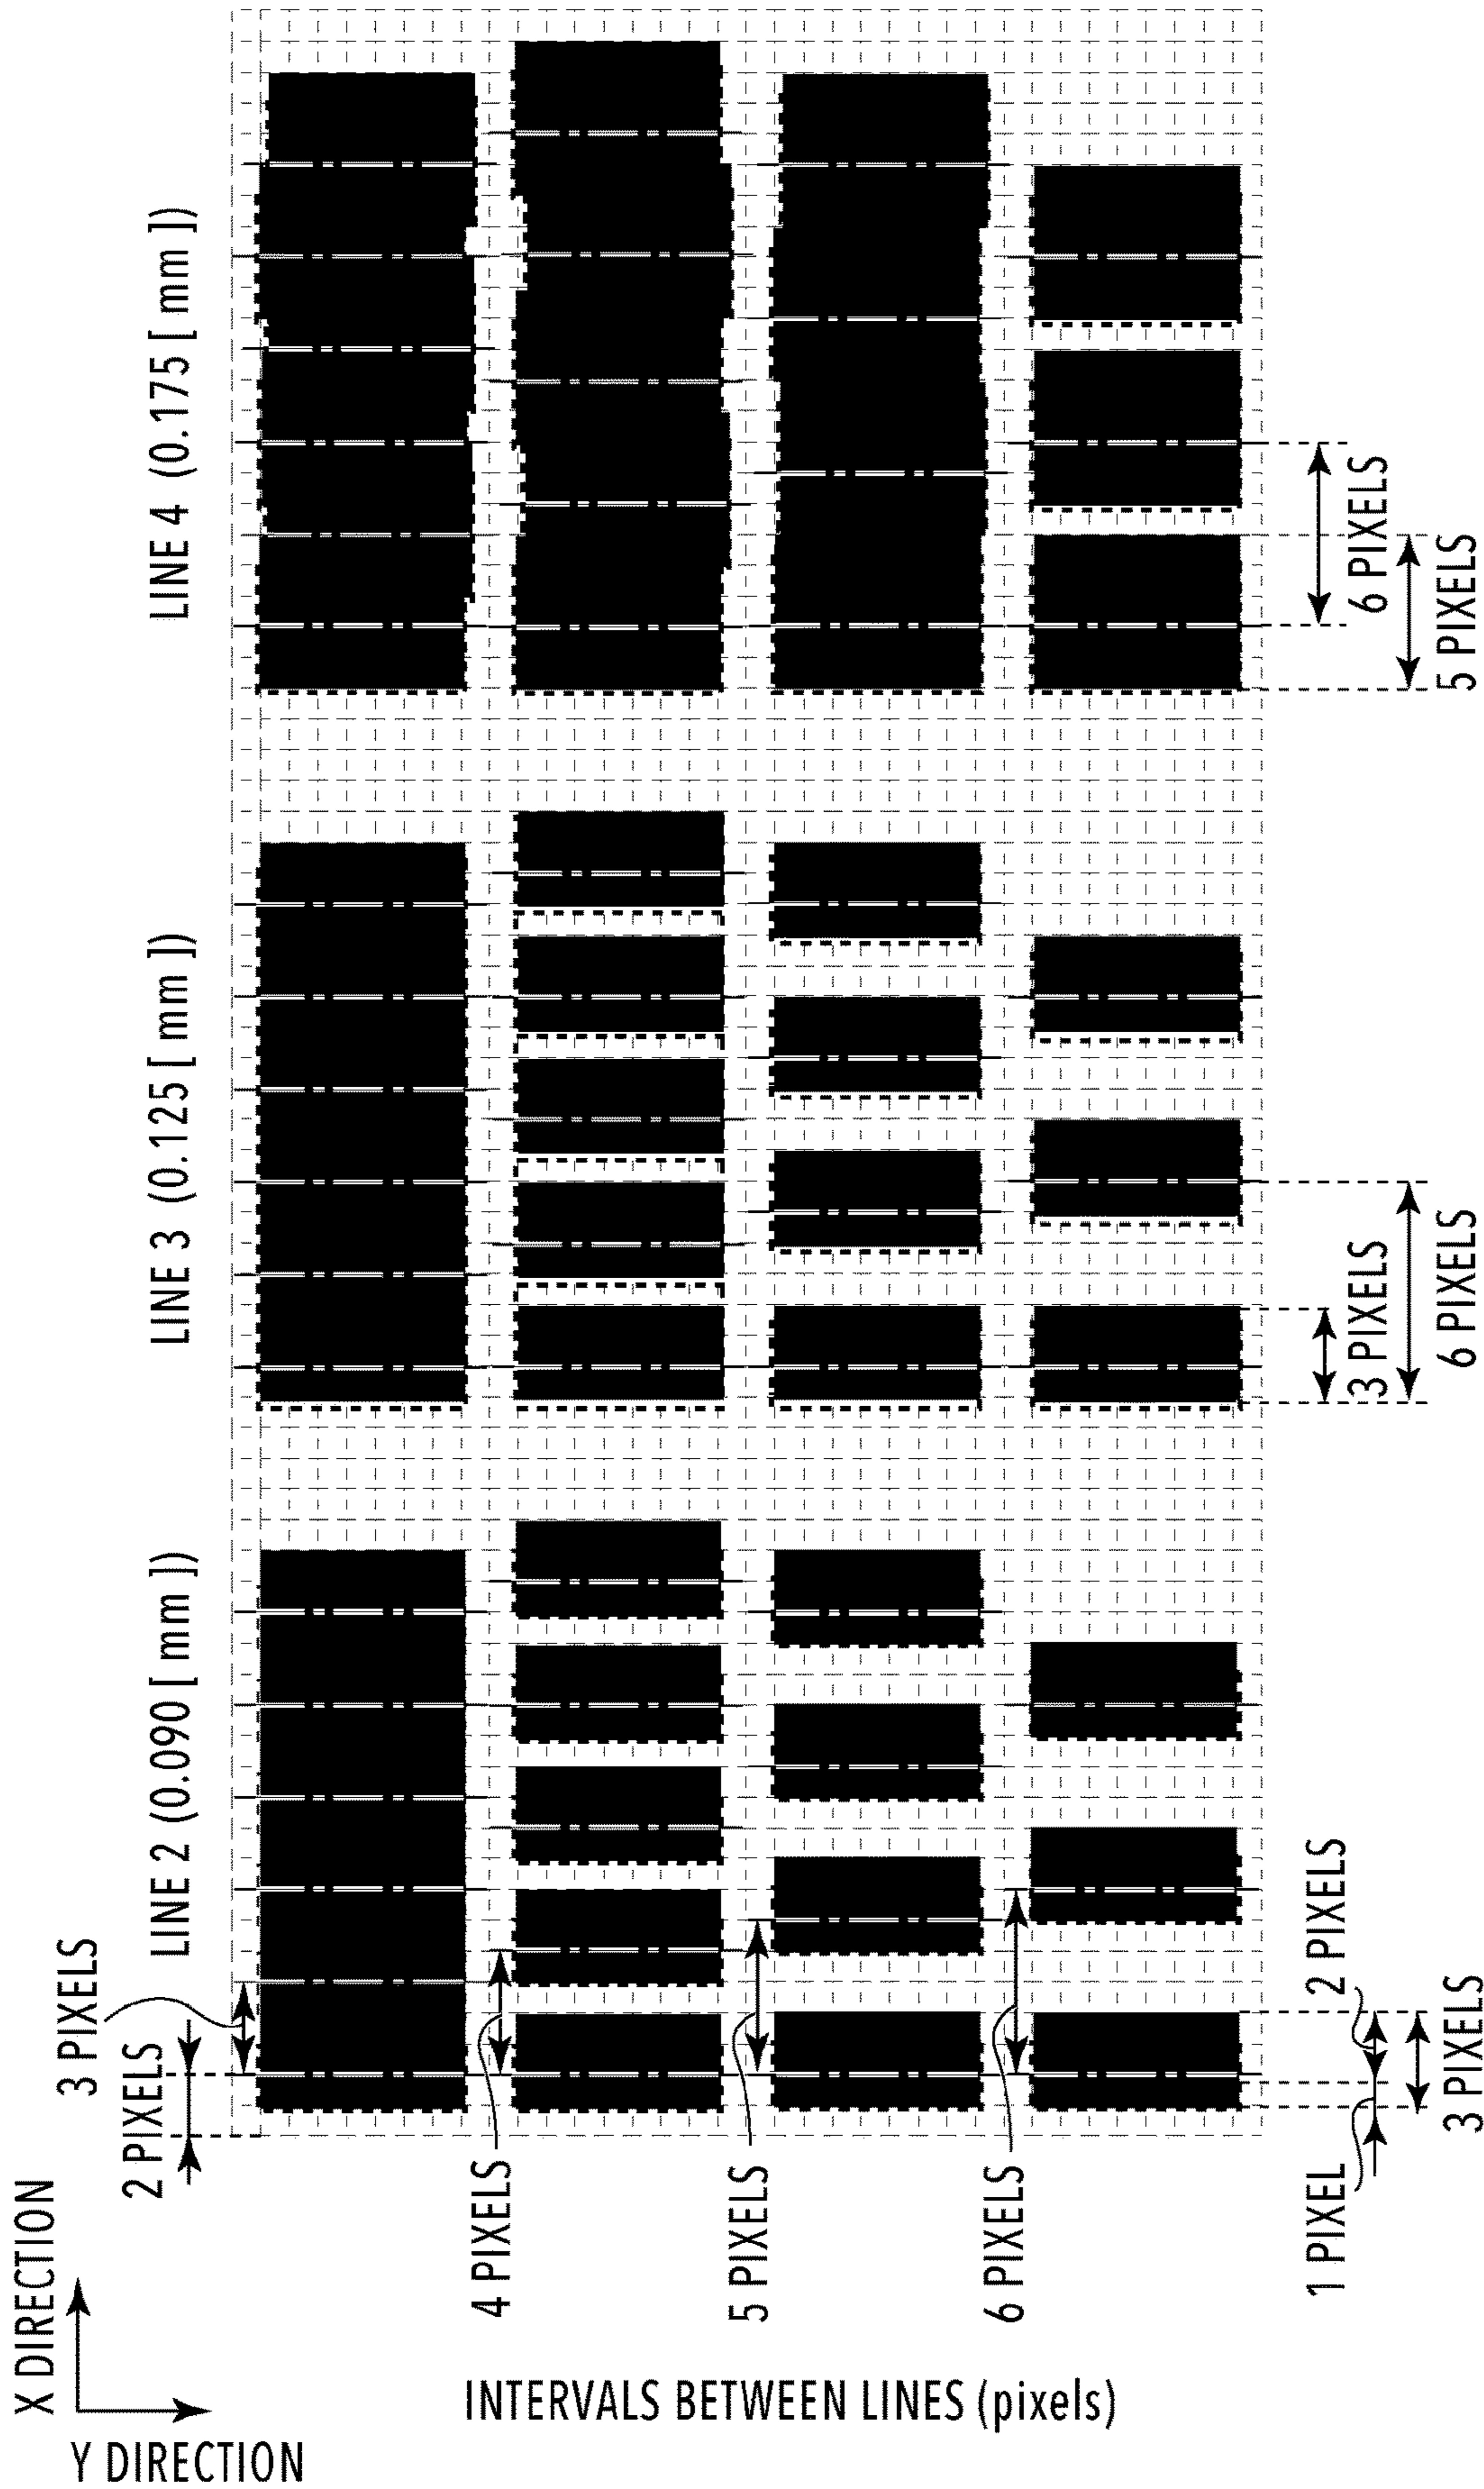 LINE 2 (0.090 [ mm ])
LINE 3 (0.125 [ mm ])
LINE 4 (0.175 [ mm ])
3 PIXELS
2 PIXELS
X DIRECTION
Y DIRECTION
INTERVALS BETWEEN LINES (pixels)
4 PIXELS
5 PIXELS
6 PIXELS
1 PIXEL
2 PIXELS
3 PIXELS
3 PIXELS
6 PIXELS
6 PIXELS
5 PIXELS